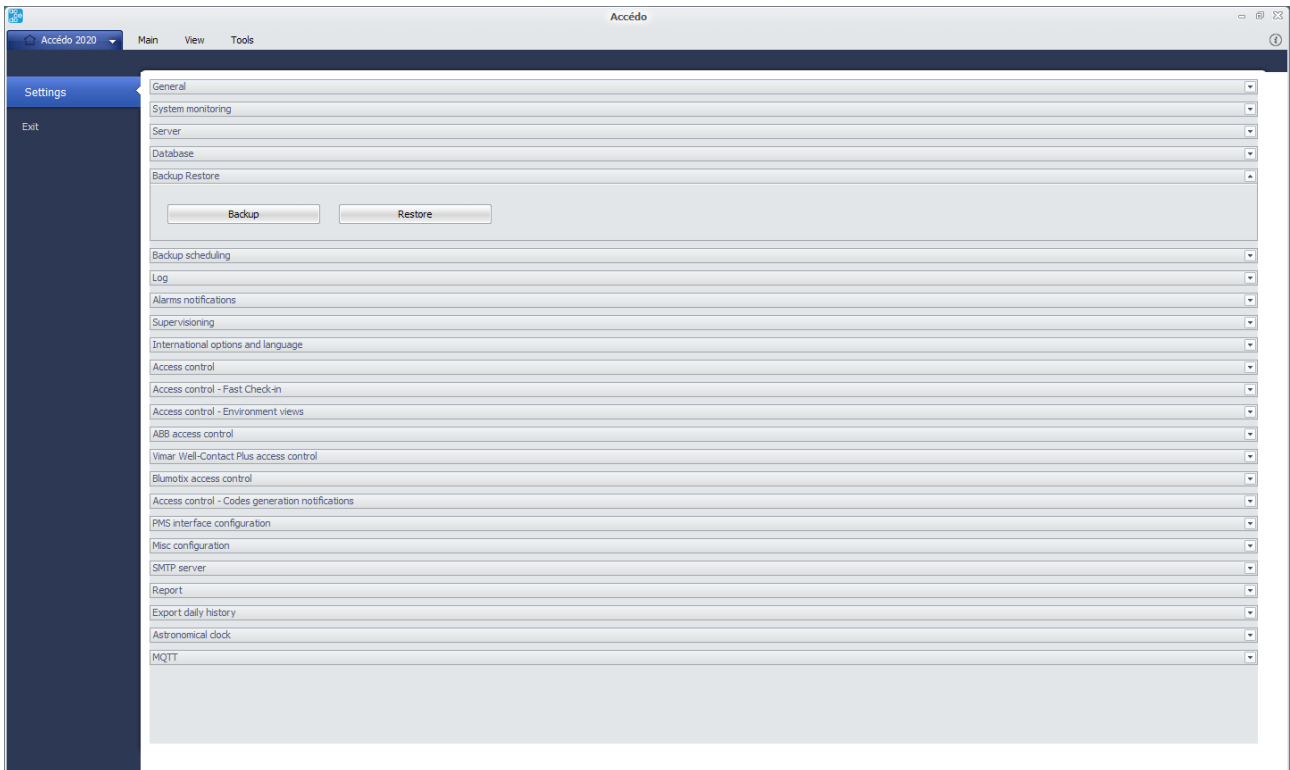 Accédo
Accédo 2020 Main View Tools
Settings
Exit
General
System monitoring
Server
Database
Backup Restore
Backup Restore
Backup scheduling
Log
Alarms notifications
Supervisioning
International options and language
Access control
Access control - Fast Check-in
Access control - Environment views
ABB access control
Vimar Well-Contact Plus access control
Blumotix access control
Access control - Codes generation notifications
PMS interface configuration
Misc configuration
SMTP server
Report
Export daily history
Astronomical clock
MQTT